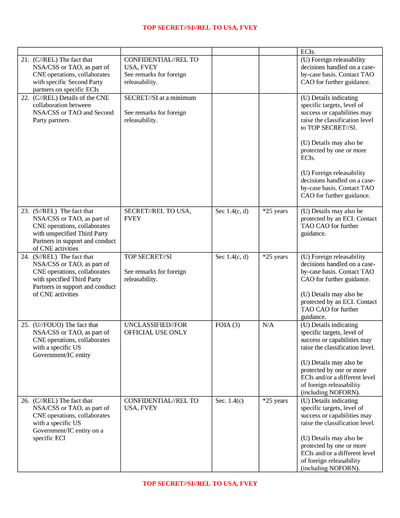 TOP SECRET//SI//REL TO USA, FVEY
ECIs.
21. (C//REL) The fact that
NSA/CSS or TAO, as part of
CNE operations, collaborates
with specific Second Party
partners on specific ECIs
CONFIDENTIAL//REL TO
USA, FVEY
See remarks for foreign
releasability.
(U) Foreign releasability
decisions handled on a case-
by-case basis. Contact TAO
CAO for further guidance.
22. (C//REL) Details of the CNE
collaboration between
NSA/CSS or TAO and Second
Party partners
SECRET//SI at a minimum
See remarks for foreign
releasability.
(U) Details indicating
specific targets, level of
success or capabilities may
raise the classification level
to TOP SECRET//SI.
(U) Details may also be
protected by one or more
ECIs.
(U) Foreign releasability
decisions handled on a case-
by-case basis. Contact TAO
CAO for further guidance.
23. (S//REL) The fact that
NSA/CSS or TAO, as part of
CNE operations, collaborates
with unspecified Third Party
Partners in support and conduct
of CNE activities
SECRET//REL TO USA,
FVEY
Sec 1.4(c, d)
*25 years
(U) Details may also be
protected by an ECI. Contact
TAO CAO for further
guidance.
24. (S//REL) The fact that
NSA/CSS or TAO, as part of
CNE operations, collaborates
with specified Third Party
Partners in support and conduct
of CNE activities
TOP SECRET//SI
See remarks for foreign
releasability.
Sec 1.4(c, d)
*25 years
(U) Foreign releasability
decisions handled on a case-
by-case basis. Contact TAO
CAO for further guidance.
(U) Details may also be
protected by an ECI. Contact
TAO CAO for further
guidance.
25. (U//FOUO) The fact that
NSA/CSS or TAO, as part of
CNE operations, collaborates
with a specific US
Government/IC entity
UNCLASSIFIED//FOR
OFFICIAL USE ONLY
FOIA (3)
N/A
(U) Details indicating
specific targets, level of
success or capabilities may
raise the classification level.
(U) Details may also be
protected by one or more
ECIs and/or a different level
of foreign releasability
(including NOFORN).
26. (C//REL) The fact that
NSA/CSS or TAO, as part of
CNE operations, collaborates
with a specific US
Government/IC entity on a
specific ECI
CONFIDENTIAL//REL TO
USA, FVEY
Sec. 1.4(c)
*25 years
(U) Details indicating
specific targets, level of
success or capabilities may
raise the classification level.
(U) Details may also be
protected by one or more
ECIs and/or a different level
of foreign releasability
(including NOFORN).
TOP SECRET//SI//REL TO USA, FVEY